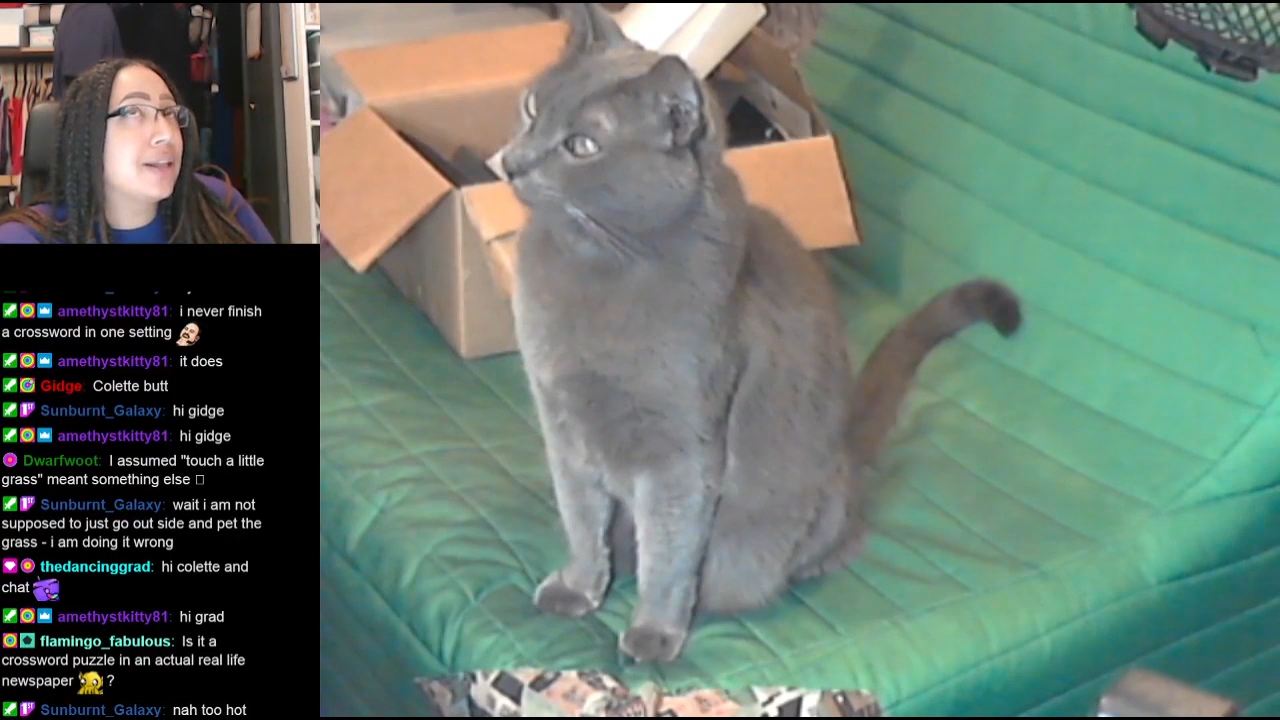 amethystkitty81: i never finish
a crossword in one setting
amethystkitty81: it does
Gidge: Colette butt
Sunburnt_Galaxy: hi gidge
amethystkitty81: hi gidge
Dwarfwoot: I assumed "touch a little
grass" meant something else
Sunburnt_Galaxy: wait i am not
supposed to just go out side and pet the
grass - i am doing it wrong
thedancinggrad: hi colette and
chat
amethystkitty81: hi grad
flamingo_fabulous: Is it a
crossword puzzle in an actual real life
newspaper ?
Sunburnt_Galaxy: nah too hot